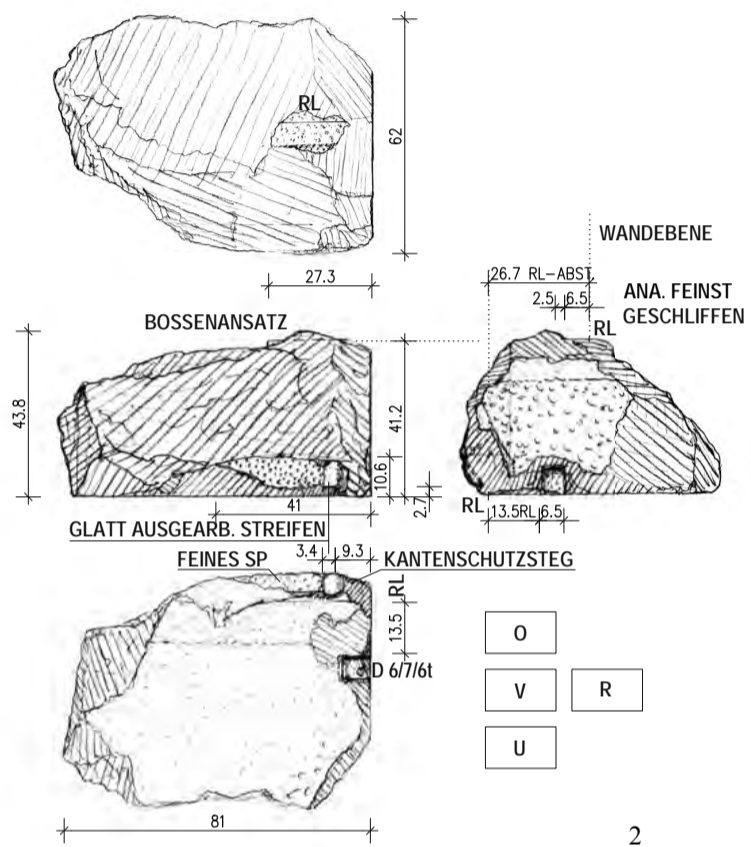 RL
62
27.3
WANDEBENE
26.7 RL-ABST.
2.5 6.5
ANA. FEINST
GESCHLIFFEN
RL
BOSSENANSATZ
43.8
41.2
10.6
2.7
41
RL
13.5RL 6.5
GLATT AUSGEARB. STREIFEN
3.4 9.3
FEINES SP
KANTENSCHUTZSTEG
RL
13.5
D 6/7/6t
O
V R
U
81
2